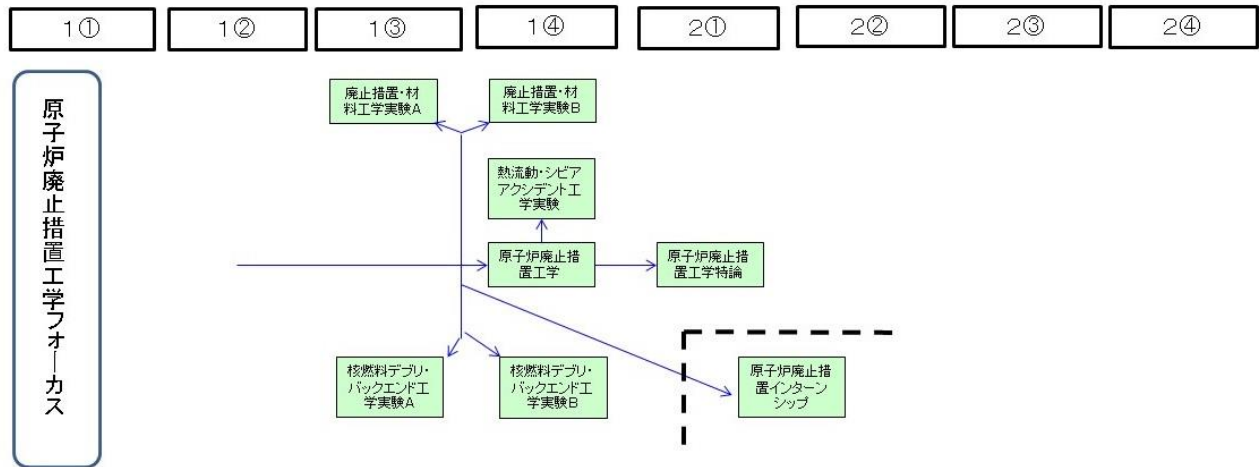 1①
1②
1③
1④
2①
2②
2③
2④
原子炉廃止措置工学フォーカス
廃止措置・材
料工学実験A
廃止措置・材
料工学実験B
熱流動・シビア
アクシデント工
学実験
原子炉廃止措
置工学
原子炉廃止措
置工学特論
核燃料デブリ・
バックエンド工
学実験A
核燃料デブリ・
バックエンド工
学実験B
原子炉廃止措
置インターン
シップ